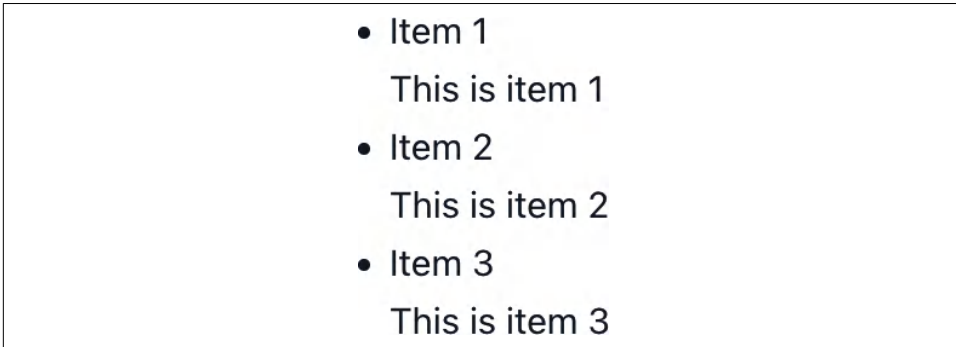 • Item 1
This is item 1
• Item 2
This is item 2
• Item 3
This is item 3